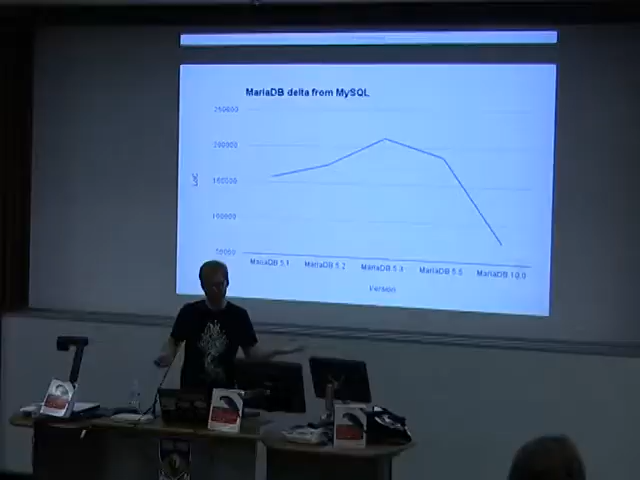 MariaDB delta from MySQL
250000
200000
150000
100000
50000
LoC
MariaDB 5.1
MariaDB 5.2
MariaDB 5.3
MariaDB 5.5
MariaDB 10.0
Version